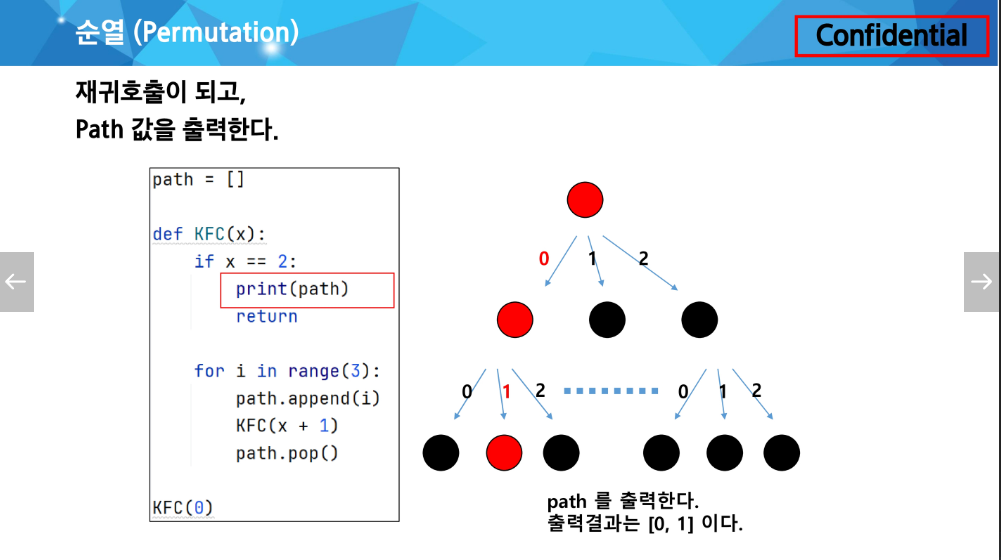 순열 (Permutation)
Confidential
재귀호출이 되고,
Path 값을 출력한다.
path = []
def KFC(x):
if x == 2:
print(path)
return
for i in range(3):
path.append(i)
KFC(x + 1)
path.pop()
KFC(0)
0 1 2
0 1 2 0 1 2
path 를 출력한다.
출력결과는 [0, 1] 이다.